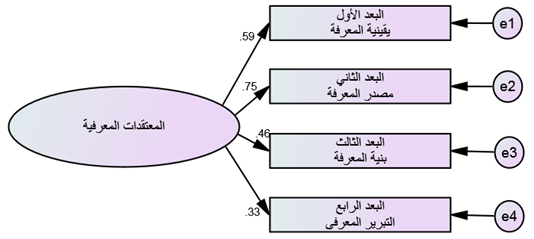 البعد الأول
يقينية المعرفة
e1
.59
البعد الثاني
مصدر المعرفة
e2
.75
المعتقدات المعرفية
.46
البعد الثالث
بنية المعرفة
e3
.33
البعد الرابع
التبرير المعرفى
e4